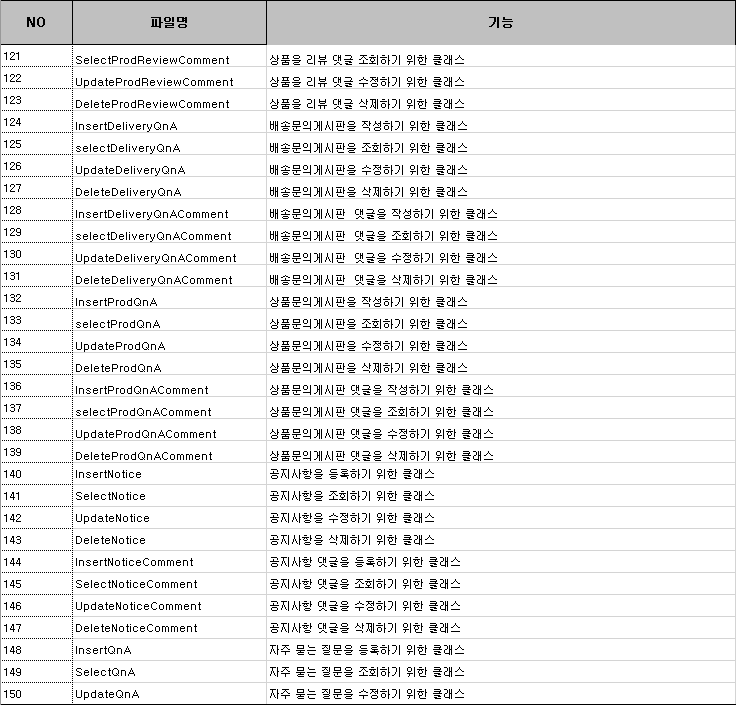 NO 파일명 기능
121 SelectProdReviewComment 상품을 리뷰 댓글 조회하기 위한 클래스
122 UpdateProdReviewComment 상품을 리뷰 댓글 수정하기 위한 클래스
123 DeleteProdReviewComment 상품을 리뷰 댓글 삭제하기 위한 클래스
124 InsertDeliveryQnA 배송문의게시판을 작성하기 위한 클래스
125 selectDeliveryQnA 배송문의게시판을 조회하기 위한 클래스
126 UpdateDeliveryQnA 배송문의게시판을 수정하기 위한 클래스
127 DeleteDeliveryQnA 배송문의게시판을 삭제하기 위한 클래스
128 InsertDeliveryQnAComment 배송문의게시판 댓글을 작성하기 위한 클래스
129 selectDeliveryQnAComment 배송문의게시판 댓글을 조회하기 위한 클래스
130 UpdateDeliveryQnAComment 배송문의게시판 댓글을 수정하기 위한 클래스
131 DeleteDeliveryQnAComment 배송문의게시판 댓글을 삭제하기 위한 클래스
132 InsertProdQnA 상품문의게시판을 작성하기 위한 클래스
133 selectProdQnA 상품문의게시판을 조회하기 위한 클래스
134 UpdateProdQnA 상품문의게시판을 수정하기 위한 클래스
135 DeleteProdQnA 상품문의게시판을 삭제하기 위한 클래스
136 InsertProdQnAComment 상품문의게시판 댓글을 작성하기 위한 클래스
137 selectProdQnAComment 상품문의게시판 댓글을 조회하기 위한 클래스
138 UpdateProdQnAComment 상품문의게시판 댓글을 수정하기 위한 클래스
139 DeleteProdQnAComment 상품문의게시판 댓글을 삭제하기 위한 클래스
140 InsertNotice 공지사항을 등록하기 위한 클래스
141 SelectNotice 공지사항을 조회하기 위한 클래스
142 UpdateNotice 공지사항을 수정하기 위한 클래스
143 DeleteNotice 공지사항을 삭제하기 위한 클래스
144 InsertNoticeComment 공지사항 댓글을 등록하기 위한 클래스
145 SelectNoticeComment 공지사항 댓글을 조회하기 위한 클래스
146 UpdateNoticeComment 공지사항 댓글을 수정하기 위한 클래스
147 DeleteNoticeComment 공지사항 댓글을 삭제하기 위한 클래스
148 InsertQnA 자주 묻는 질문을 등록하기 위한 클래스
149 SelectQnA 자주 묻는 질문을 조회하기 위한 클래스
150 UpdateQnA 자주 묻는 질문을 수정하기 위한 클래스